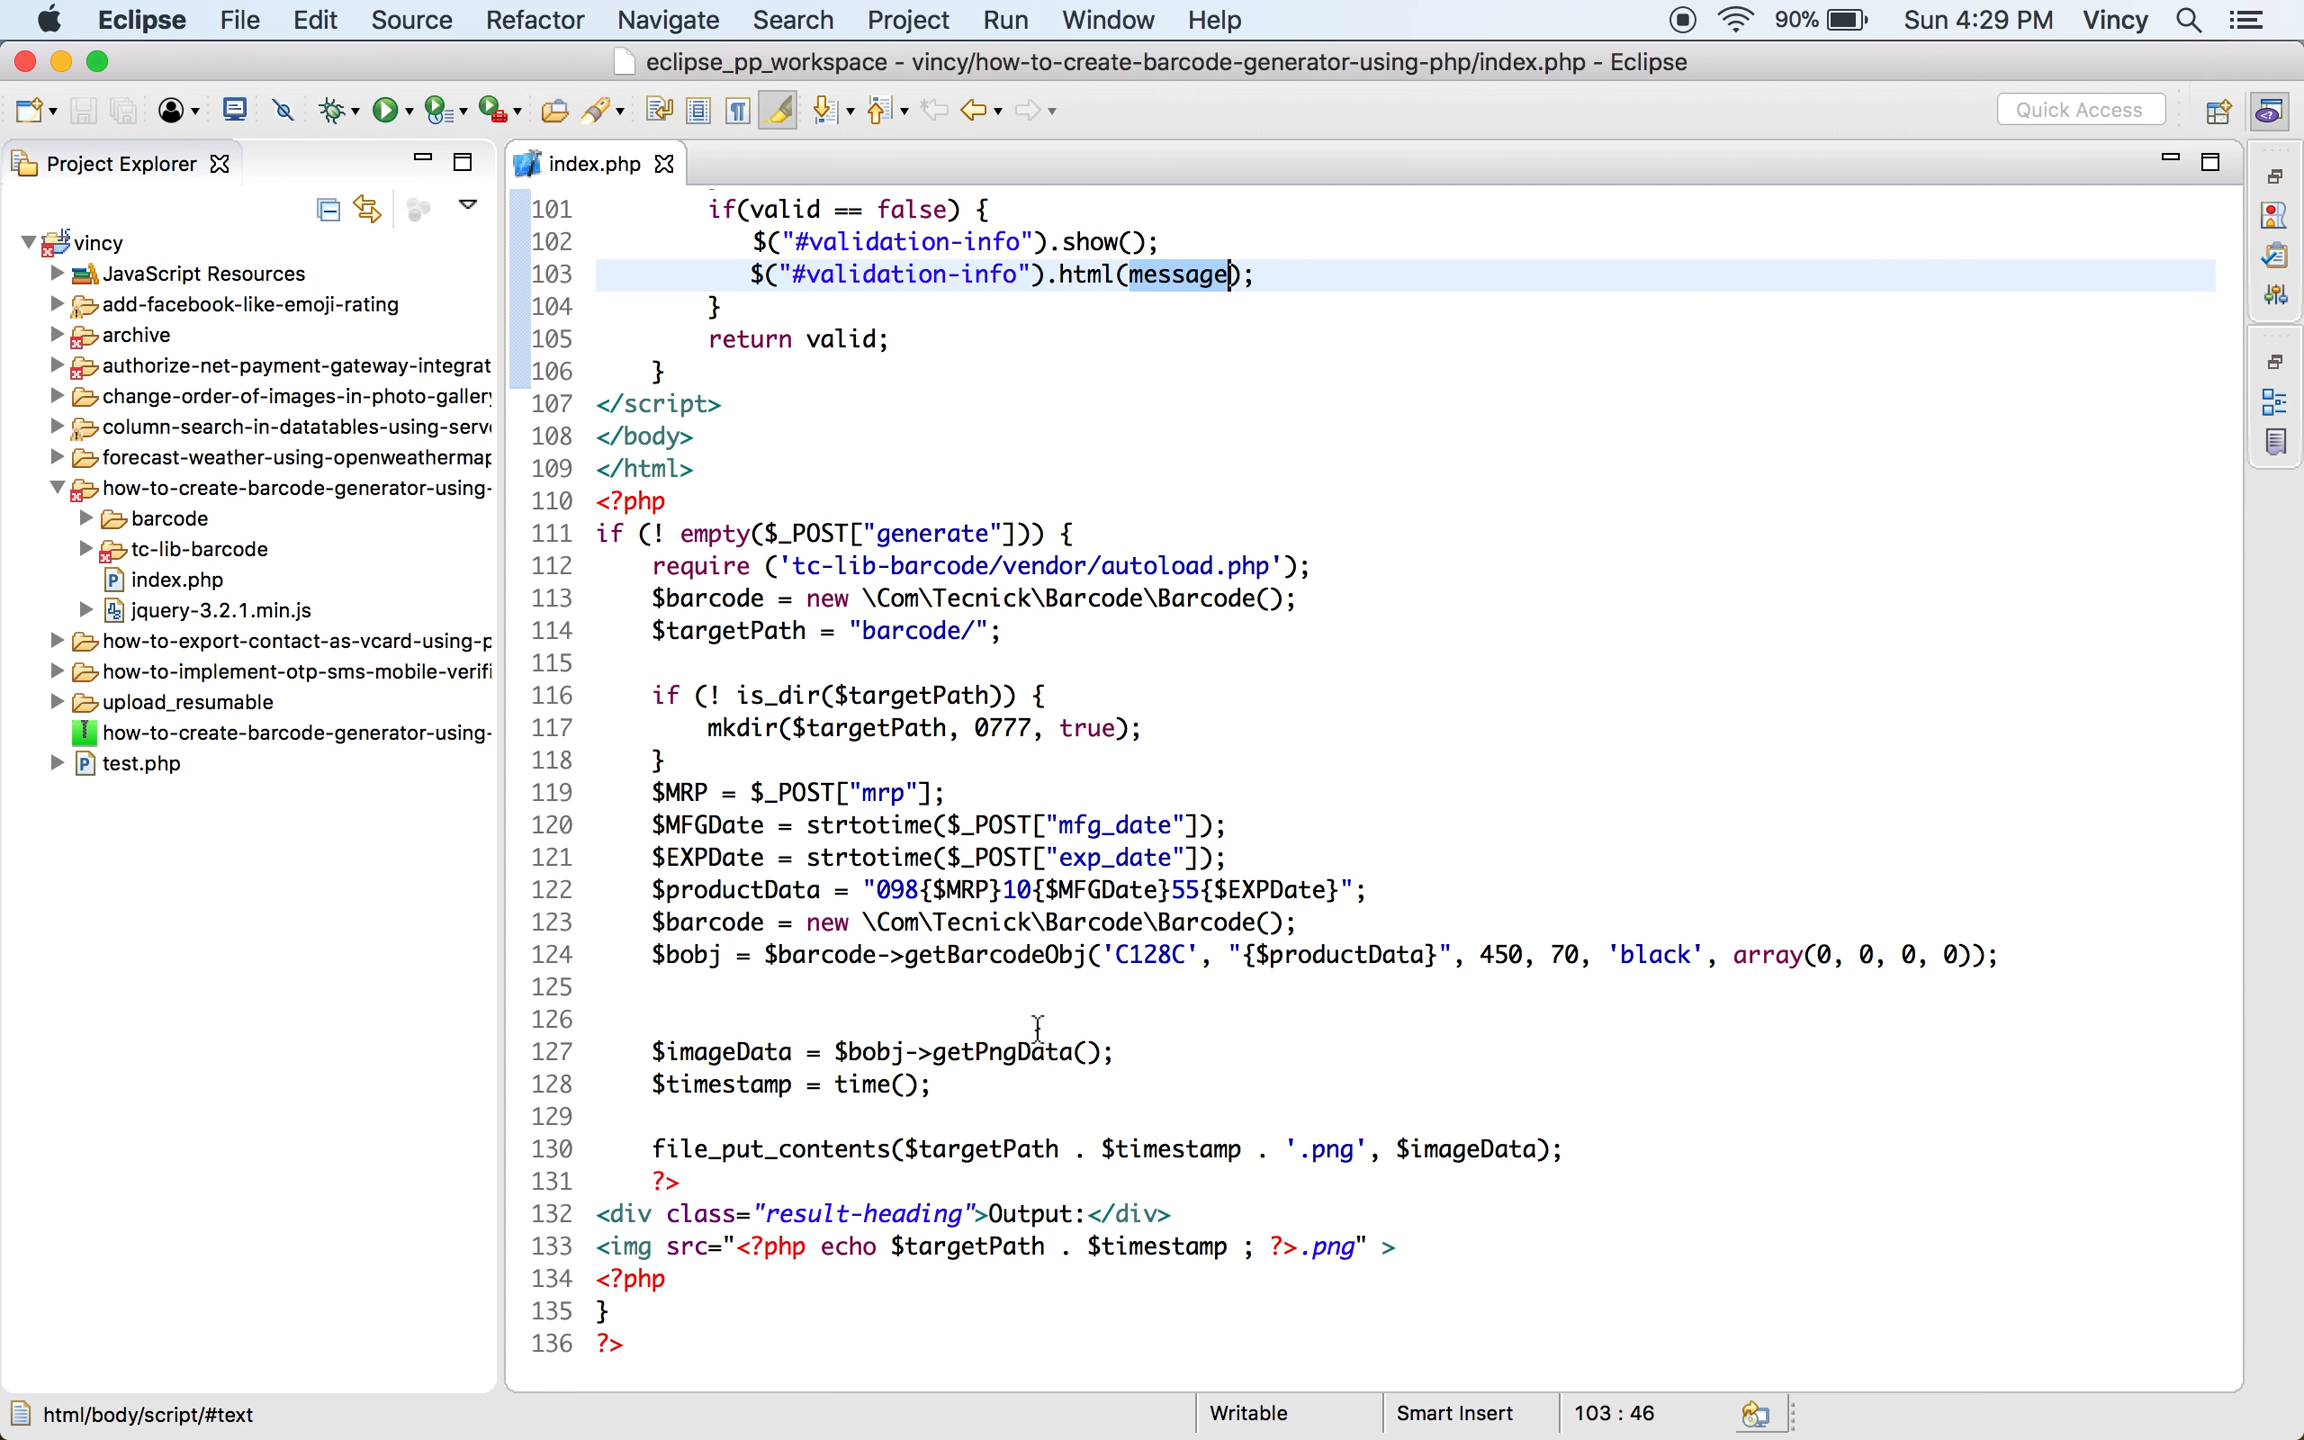 Eclipse File Edit Source Refactor Navigate Search Project Run Window Help 90% Sun 4:29 PM Vincy
eclipse_pp_workspace - vincy/how-to-create-barcode-generator-using-php/index.php - Eclipse
Quick Access
Project Explorer
vincy
JavaScript Resources
add-facebook-like-emoji-rating
archive
authorize-net-payment-gateway-integrat
change-order-of-images-in-photo-gallery
column-search-in-datatables-using-serv
forecast-weather-using-openweathermap
how-to-create-barcode-generator-using-
barcode
tc-lib-barcode
index.php
jquery-3.2.1.min.js
how-to-export-contact-as-vcard-using-p
how-to-implement-otp-sms-mobile-verifi
upload_resumable
how-to-create-barcode-generator-using-
test.php
index.php
101 if(valid == false) {
102 $("#validation-info").show();
103 $("#validation-info").html(message);
104 }
105 return valid;
106 }
107 </script>
108 </body>
109 </html>
110 <?php
111 if (! empty($_POST["generate"])) {
112 require ('tc-lib-barcode/vendor/autoload.php');
113 $barcode = new \Com\Tecnick\Barcode\Barcode();
114 $targetPath = "barcode/";
115
116 if (! is_dir($targetPath)) {
117 mkdir($targetPath, 0777, true);
118 }
119 $MRP = $_POST["mrp"];
120 $MFGDate = strtotime($_POST["mfg_date"]);
121 $EXPDate = strtotime($_POST["exp_date"]);
122 $productData = "098{$MRP}10{$MFGDate}55{$EXPDate}";
123 $barcode = new \Com\Tecnick\Barcode\Barcode();
124 $bobj = $barcode->getBarcodeObj('C128C', "{$productData}", 450, 70, 'black', array(0, 0, 0, 0));
125
126
127 $imageData = $bobj->getPngData();
128 $timestamp = time();
129
130 file_put_contents($targetPath . $timestamp . '.png', $imageData);
131 ?>
132 <div class="result-heading">Output:</div>
133 <img src="<?php echo $targetPath . $timestamp ; ?>.png" >
134 <?php
135 }
136 ?>
html/body/script/#text
Writable Smart Insert 103 : 46